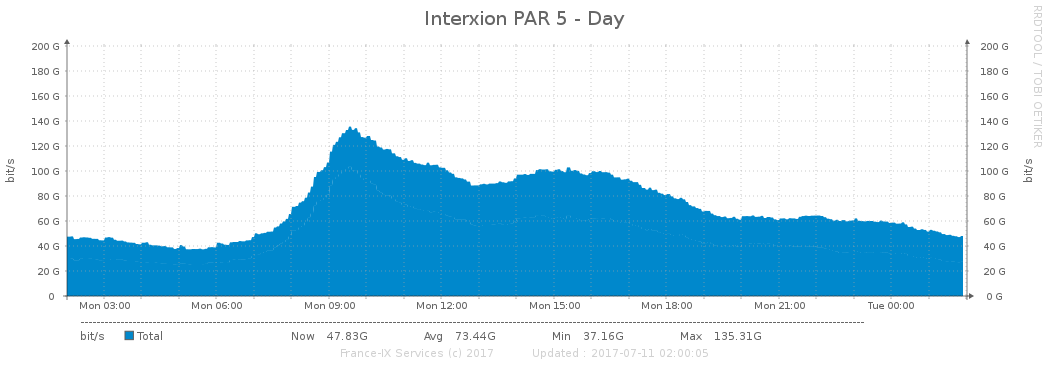 Interxion PAR 5 - Day
RRDTOOL / TOBI OETIKER
bit/s
200 G 200 G
180 G 180 G
160 G 160 G
140 G 140 G
120 G 120 G
100 G 100 G
80 G 80 G
60 G 60 G
40 G 40 G
20 G 20 G
0 0 G
bit/s
Mon 03:00 Mon 06:00 Mon 09:00 Mon 12:00 Mon 15:00 Mon 18:00 Mon 21:00 Tue 00:00
bit/s Total Now 47.83G Avg 73.44G Min 37.16G Max 135.31G
France-IX Services (c) 2017 Updated : 2017-07-11 02:00:05